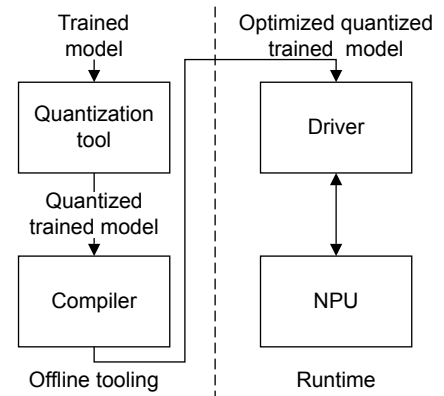 Trained
model
Quantization
tool
Quantized
trained model
Compiler
Offline tooling
Optimized quantized
trained model
Driver
NPU
Runtime